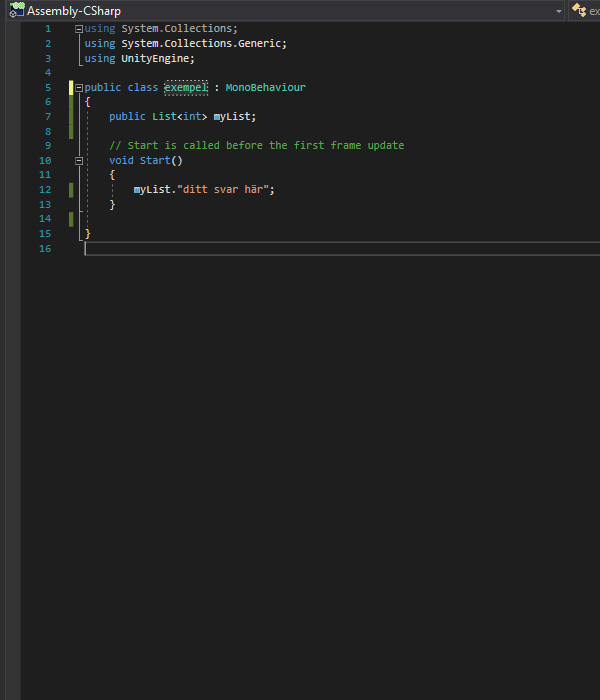 Assembly-CSharp
ex
1 using System.Collections;
2 using System.Collections.Generic;
3 using UnityEngine;
4
5 public class exempel : MonoBehaviour
6 {
7 public List<int> myList;
8
9 // Start is called before the first frame update
10 void Start()
11 {
12 myList."ditt svar här";
13 }
14
15 }
16